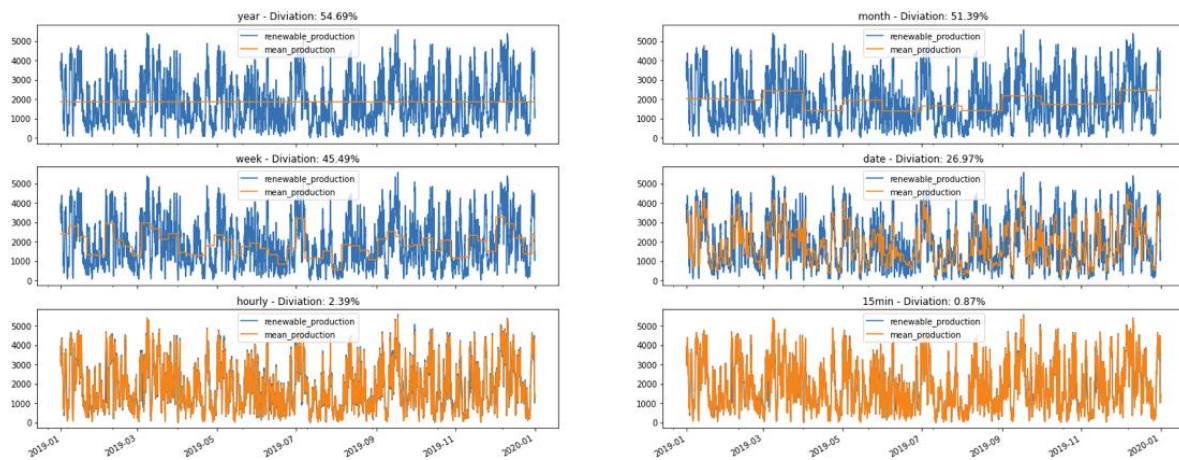 year - Diviation: 54.69%
5000
4000
3000
2000
1000
0
renewable_production
mean_production
month - Diviation: 51.39%
5000
4000
3000
2000
1000
0
renewable_production
mean_production
week - Diviation: 45.49%
5000
4000
3000
2000
1000
0
renewable_production
mean_production
date - Diviation: 26.97%
5000
4000
3000
2000
1000
0
renewable_production
mean_production
hourly - Diviation: 2.39%
5000
4000
3000
2000
1000
0
renewable_production
mean_production
2019-01
2019-03
2019-05
2019-07
2019-09
2019-11
2020-01
15min - Diviation: 0.87%
5000
4000
3000
2000
1000
0
renewable_production
mean_production
2019-01
2019-03
2019-05
2019-07
2019-09
2019-11
2020-01